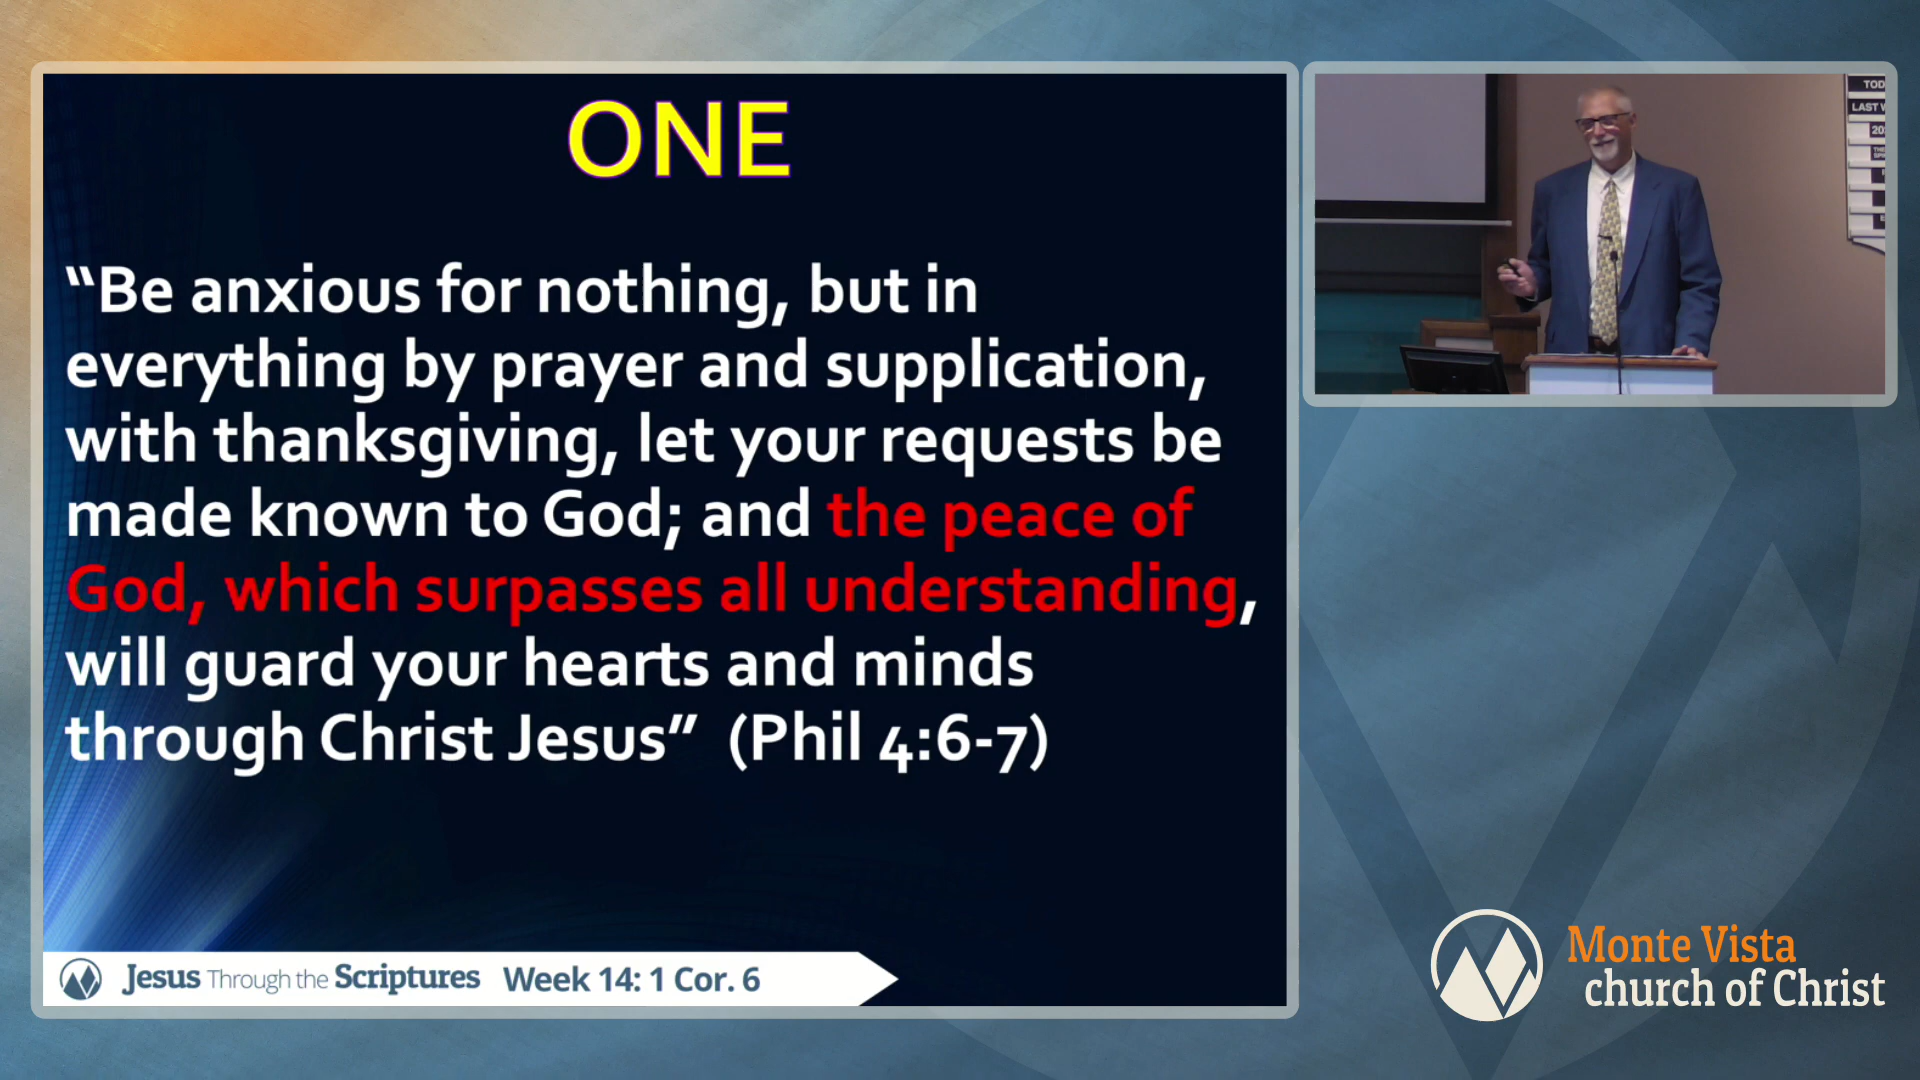 ONE
“Be anxious for nothing, but in
everything by prayer and supplication,
with thanksgiving, let your requests be
made known to God; and the peace of
God, which surpasses all understanding,
will guard your hearts and minds
through Christ Jesus” (Phil 4:6-7)
Jesus Through the Scriptures Week 14: 1 Cor. 6
TOD
LAST W
20
Monte Vista
church of Christ